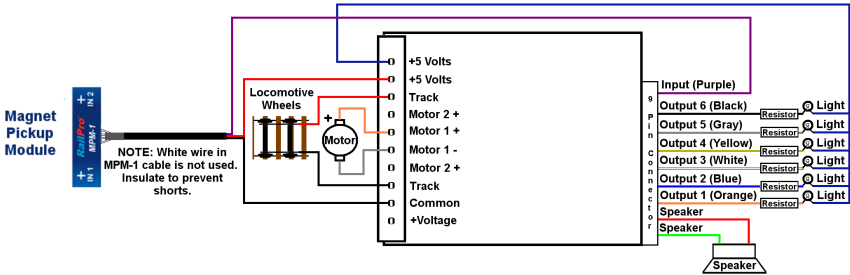 Magnet
Pickup
Module
+ IN 2
RailPro
MPM-1
+ IN 1
NOTE: White wire in
MPM-1 cable is not used.
Insulate to prevent
shorts.
Locomotive
Wheels
+
Motor
+5 Volts
+5 Volts
Track
Motor 2 +
Motor 1 +
Motor 1 -
Motor 2 +
Track
Common
+Voltage
9 Pin Connector
Input (Purple)
Output 6 (Black)
Output 5 (Gray)
Output 4 (Yellow)
Output 3 (White)
Output 2 (Blue)
Output 1 (Orange)
Speaker
Speaker
Resistor
Light
Resistor
Light
Resistor
Light
Resistor
Light
Resistor
Light
Resistor
Light
Speaker